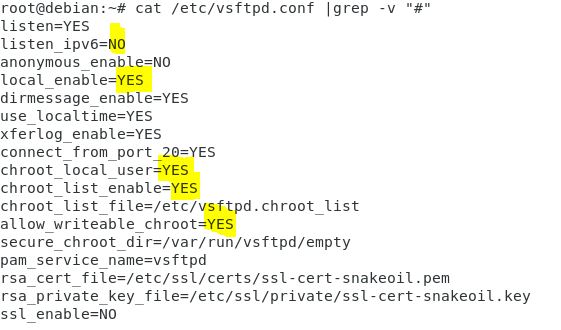 root@debian:~# cat /etc/vsftpd.conf |grep -v "#"
listen=YES
listen_ipv6=NO
anonymous_enable=NO
local_enable=YES
dirmessage_enable=YES
use_localtime=YES
xferlog_enable=YES
connect_from_port_20=YES
chroot_local_user=YES
chroot_list_enable=YES
chroot_list_file=/etc/vsftpd.chroot_list
allow_writeable_chroot=YES
secure_chroot_dir=/var/run/vsftpd/empty
pam_service_name=vsftpd
rsa_cert_file=/etc/ssl/certs/ssl-cert-snakeoil.pem
rsa_private_key_file=/etc/ssl/private/ssl-cert-snakeoil.key
ssl_enable=NO